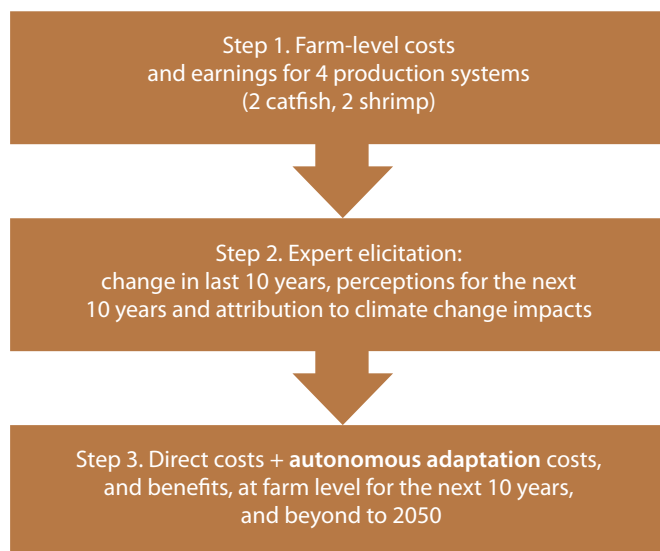 Step 1. Farm-level costs
and earnings for 4 production systems
(2 catfish, 2 shrimp)
Step 2. Expert elicitation:
change in last 10 years, perceptions for the next
10 years and attribution to climate change impacts
Step 3. Direct costs + autonomous adaptation costs,
and benefits, at farm level for the next 10 years,
and beyond to 2050